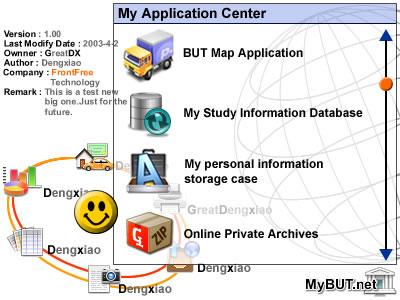 My Application Center
Version : 1.00
Last Modify Date : 2003-4-2
Owner : GreatDX
Author : Dengxiao
Company : FrontFree
Technology
Remark : This is a test new
big one.Just for the
future.
BUT Map Application
My Study Information Database
My personal information
storage case
Online Private Archives
De
Dengxiao
GreatDengxiao
Dengxiao
Dengxiao
Dengxiao
ZIP
MyBUT.net